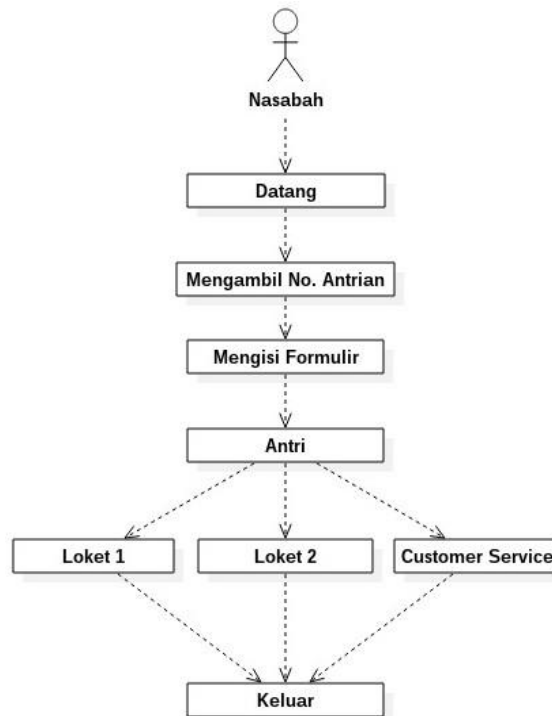 Nasabah
Datang
Mengambil No. Antrian
Mengisi Formulir
Antri
Loket 1
Loket 2
Customer Service
Keluar